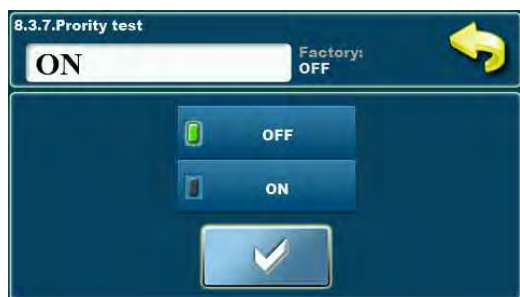 8.3.7.Prority test
ON
Factory:
OFF
OFF
ON